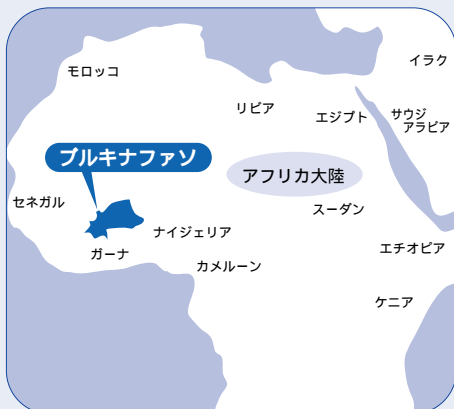 イラク
モロッコ
リビア
エジプト
サウジ
アラビア
ブルキナファソ
アフリカ大陸
セネガル
スーダン
ナイジェリア
ガーナ
エチオピア
カメルーン
ケニア